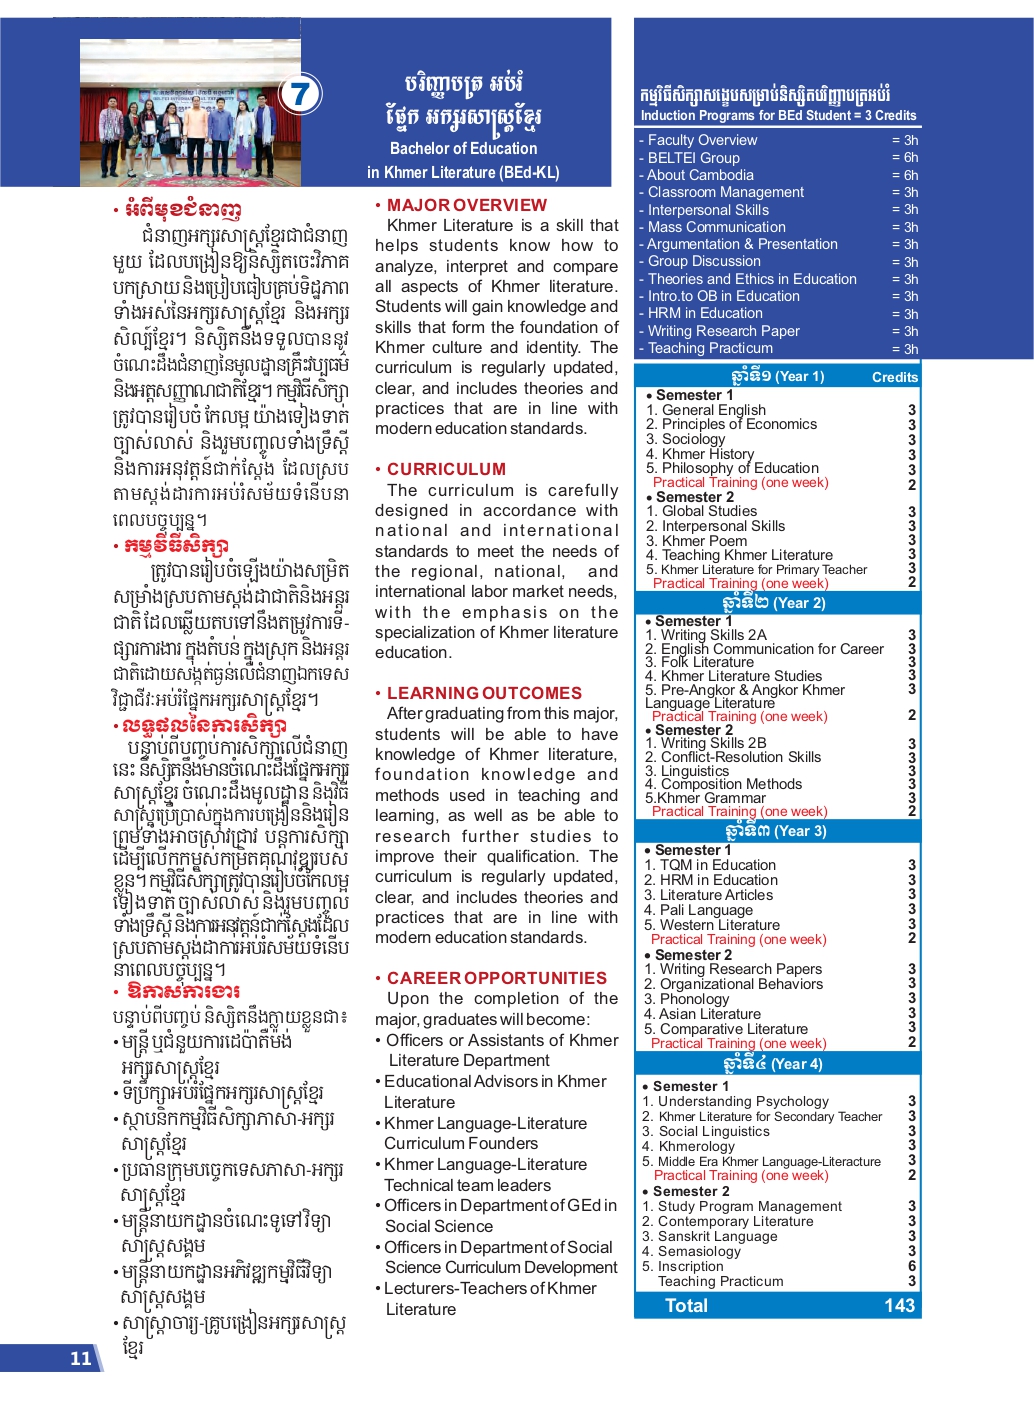 7
បរិញ្ញាបត្រ អប់រំ
ផ្នែក អក្សរសាស្ត្រខ្មែរ
Bachelor of Education
in Khmer Literature (BEd-KL)
• អំពីមុខជំនាញ
ជំនាញអក្សរសាស្ត្រខ្មែរជាជំនាញ
មួយ ដែលបង្រៀនឱ្យនិស្សិតចេះវិភាគ
បកស្រាយ និងប្រៀបធៀបគ្រប់ទិដ្ឋភាព
ទាំងអស់នៃអក្សរសាស្ត្រខ្មែរ និងអក្សរ
សិល្ប៍ខ្មែរ។ និស្សិតនឹងទទួលបាននូវ
ចំណេះដឹងជំនាញនៃមូលដ្ឋានគ្រឹះវប្បធម៌
និងអត្តសញ្ញាណជាតិខ្មែរ។ កម្មវិធីសិក្សា
ត្រូវបានរៀបចំ កែលម្អ យ៉ាងទៀងទាត់
ច្បាស់លាស់ និងរួមបញ្ចូលទាំងទ្រឹស្តី
និងការអនុវត្តន៍ជាក់ស្តែង ដែលស្រប
តាមស្តង់ដារការអប់រំសម័យទំនើបនា
ពេលបច្ចុប្បន្ន។
• កម្មវិធីសិក្សា
ត្រូវបានរៀបចំឡើងយ៉ាងសម្រិត
សម្រាំងស្របតាមស្តង់ដាជាតិនិងអន្តរ
ជាតិ ដែលឆ្លើយតបទៅនឹងតម្រូវការទី-
ផ្សារការងារ ក្នុងតំបន់ ក្នុងស្រុក និងអន្តរ
ជាតិដោយសង្កត់ធ្ងន់លើជំនាញឯកទេស
វិជ្ជាជីវៈអប់រំផ្នែកអក្សរសាស្ត្រខ្មែរ។
• លទ្ធផលនៃការសិក្សា
បន្ទាប់ពីបញ្ចប់ការសិក្សាលើជំនាញ
នេះ និស្សិតនឹងមានចំណេះដឹងផ្នែកអក្សរ
សាស្ត្រខ្មែរ ចំណេះដឹងមូលដ្ឋាន និងវិធី
សាស្ត្រប្រើប្រាស់ក្នុងការបង្រៀននិងរៀន
ព្រមទាំងអាចស្រាវជ្រាវ បន្តការសិក្សា
ដើម្បីលើកកម្ពស់កម្រិតគុណវុឌ្ឍរបស់
ខ្លួន។ កម្មវិធីសិក្សាត្រូវបានរៀបចំកែលម្អ
ទៀងទាត់ ច្បាស់លាស់ និងរួមបញ្ចូល
ទាំងទ្រឹស្តី និងការអនុវត្តន៍ជាក់ស្តែងដែល
ស្របតាមស្តង់ដាការអប់រំសម័យទំនើប
នាពេលបច្ចុប្បន្ន។
• ឱកាសការងារ
បន្ទាប់ពីបញ្ចប់ និស្សិតនឹងក្លាយខ្លួនជា៖
• មន្ត្រី ឬជំនួយការដេប៉ាតឺម៉ង់
អក្សរសាស្ត្រខ្មែរ
• ទីប្រឹក្សាអប់រំផ្នែកអក្សរសាស្ត្រខ្មែរ
• ស្ថាបនិកកម្មវិធីសិក្សាភាសា-អក្សរ
សាស្ត្រខ្មែរ
• ប្រធានក្រុមបច្ចេកទេសភាសា-អក្សរ
សាស្ត្រខ្មែរ
• មន្ត្រីនាយកដ្ឋានចំណេះទូទៅវិទ្យា
សាស្ត្រសង្គម
• មន្ត្រីនាយកដ្ឋានអភិវឌ្ឍកម្មវិធីវិទ្យា
សាស្ត្រសង្គម
• សាស្ត្រាចារ្យ-គ្រូបង្រៀនអក្សរសាស្ត្រ
ខ្មែរ
• MAJOR OVERVIEW
Khmer Literature is a skill that
helps students know how to
analyze, interpret and compare
all aspects of Khmer literature.
Students will gain knowledge and
skills that form the foundation of
Khmer culture and identity. The
curriculum is regularly updated,
clear, and includes theories and
practices that are in line with
modern education standards.
• CURRICULUM
The curriculum is carefully
designed in accordance with
national and international
standards to meet the needs of
the regional, national, and
international labor market needs,
with the emphasis on the
specialization of Khmer literature
education.
• LEARNING OUTCOMES
After graduating from this major,
students will be able to have
knowledge of Khmer literature,
foundation knowledge and
methods used in teaching and
learning, as well as be able to
research further studies to
improve their qualification. The
curriculum is regularly updated,
clear, and includes theories and
practices that are in line with
modern education standards.
• CAREER OPPORTUNITIES
Upon the completion of the
major, graduates will become:
• Officers or Assistants of Khmer
Literature Department
• Educational Advisors in Khmer
Literature
• Khmer Language-Literature
Curriculum Founders
• Khmer Language-Literature
Technical team leaders
• Officers in Department of GEd in
Social Science
• Officers in Department of Social
Science Curriculum Development
• Lecturers-Teachers of Khmer
Literature
កម្មវិធីសិក្សាសង្ខេបសម្រាប់និស្សិតបរិញ្ញាបត្រអប់រំ
Induction Programs for BEd Student = 3 Credits
- Faculty Overview = 3h
- BELTEI Group = 6h
- About Cambodia = 6h
- Classroom Management = 3h
- Interpersonal Skills = 3h
- Mass Communication = 3h
- Argumentation & Presentation = 3h
- Group Discussion = 3h
- Theories and Ethics in Education = 3h
- Intro.to OB in Education = 3h
- HRM in Education = 3h
- Writing Research Paper = 3h
- Teaching Practicum = 3h
ឆ្នាំទី១ (Year 1) Credits
• Semester 1
1. General English 3
2. Principles of Economics 3
3. Sociology 3
4. Khmer History 3
5. Philosophy of Education 3
Practical Training (one week) 2
• Semester 2
1. Global Studies 3
2. Interpersonal Skills 3
3. Khmer Poem 3
4. Teaching Khmer Literature 3
5. Khmer Literature for Primary Teacher 3
Practical Training (one week) 2
ឆ្នាំទី២ (Year 2)
• Semester 1
1. Writing Skills 2A 3
2. English Communication for Career 3
3. Folk Literature 3
4. Khmer Literature Studies 3
5. Pre-Angkor & Angkor Khmer 3
Language Literature
Practical Training (one week) 2
• Semester 2
1. Writing Skills 2B 3
2. Conflict-Resolution Skills 3
3. Linguistics 3
4. Composition Methods 3
5.Khmer Grammar 3
Practical Training (one week) 2
ឆ្នាំទី៣ (Year 3)
• Semester 1
1. TQM in Education 3
2. HRM in Education 3
3. Literature Articles 3
4. Pali Language 3
5. Western Literature 3
Practical Training (one week) 2
• Semester 2
1. Writing Research Papers 3
2. Organizational Behaviors 3
3. Phonology 3
4. Asian Literature 3
5. Comparative Literature 3
Practical Training (one week) 2
ឆ្នាំទី៤ (Year 4)
• Semester 1
1. Understanding Psychology 3
2. Khmer Literature for Secondary Teacher 3
3. Social Linguistics 3
4. Khmerology 3
5. Middle Era Khmer Language-Literacture 3
Practical Training (one week) 2
• Semester 2
1. Study Program Management 3
2. Contemporary Literature 3
3. Sanskrit Language 3
4. Semasiology 3
5. Inscription 6
Teaching Practicum 3
Total 143
11